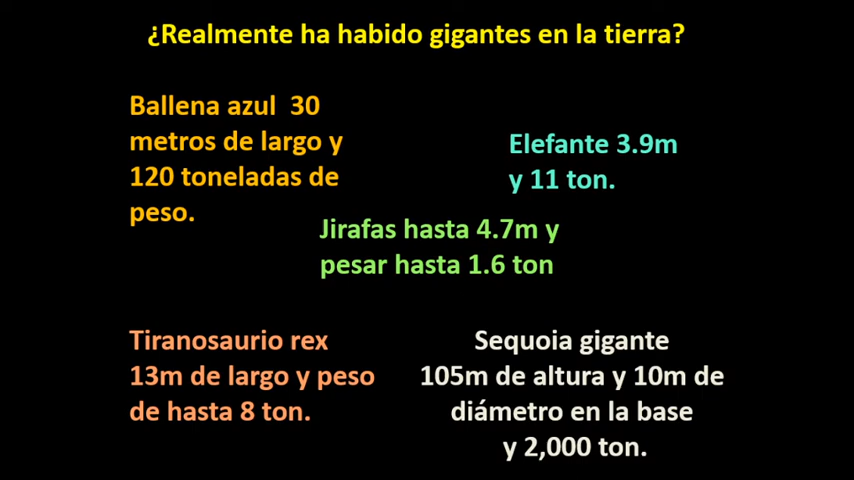 ¿Realmente ha habido gigantes en la tierra?
Ballena azul 30
metros de largo y
120 toneladas de
peso.
Elefante 3.9m
y 11 ton.
Jirafas hasta 4.7m y
pesar hasta 1.6 ton
Tiranosaurio rex
13m de largo y peso
de hasta 8 ton.
Sequoia gigante
105m de altura y 10m de
diámetro en la base
y 2,000 ton.